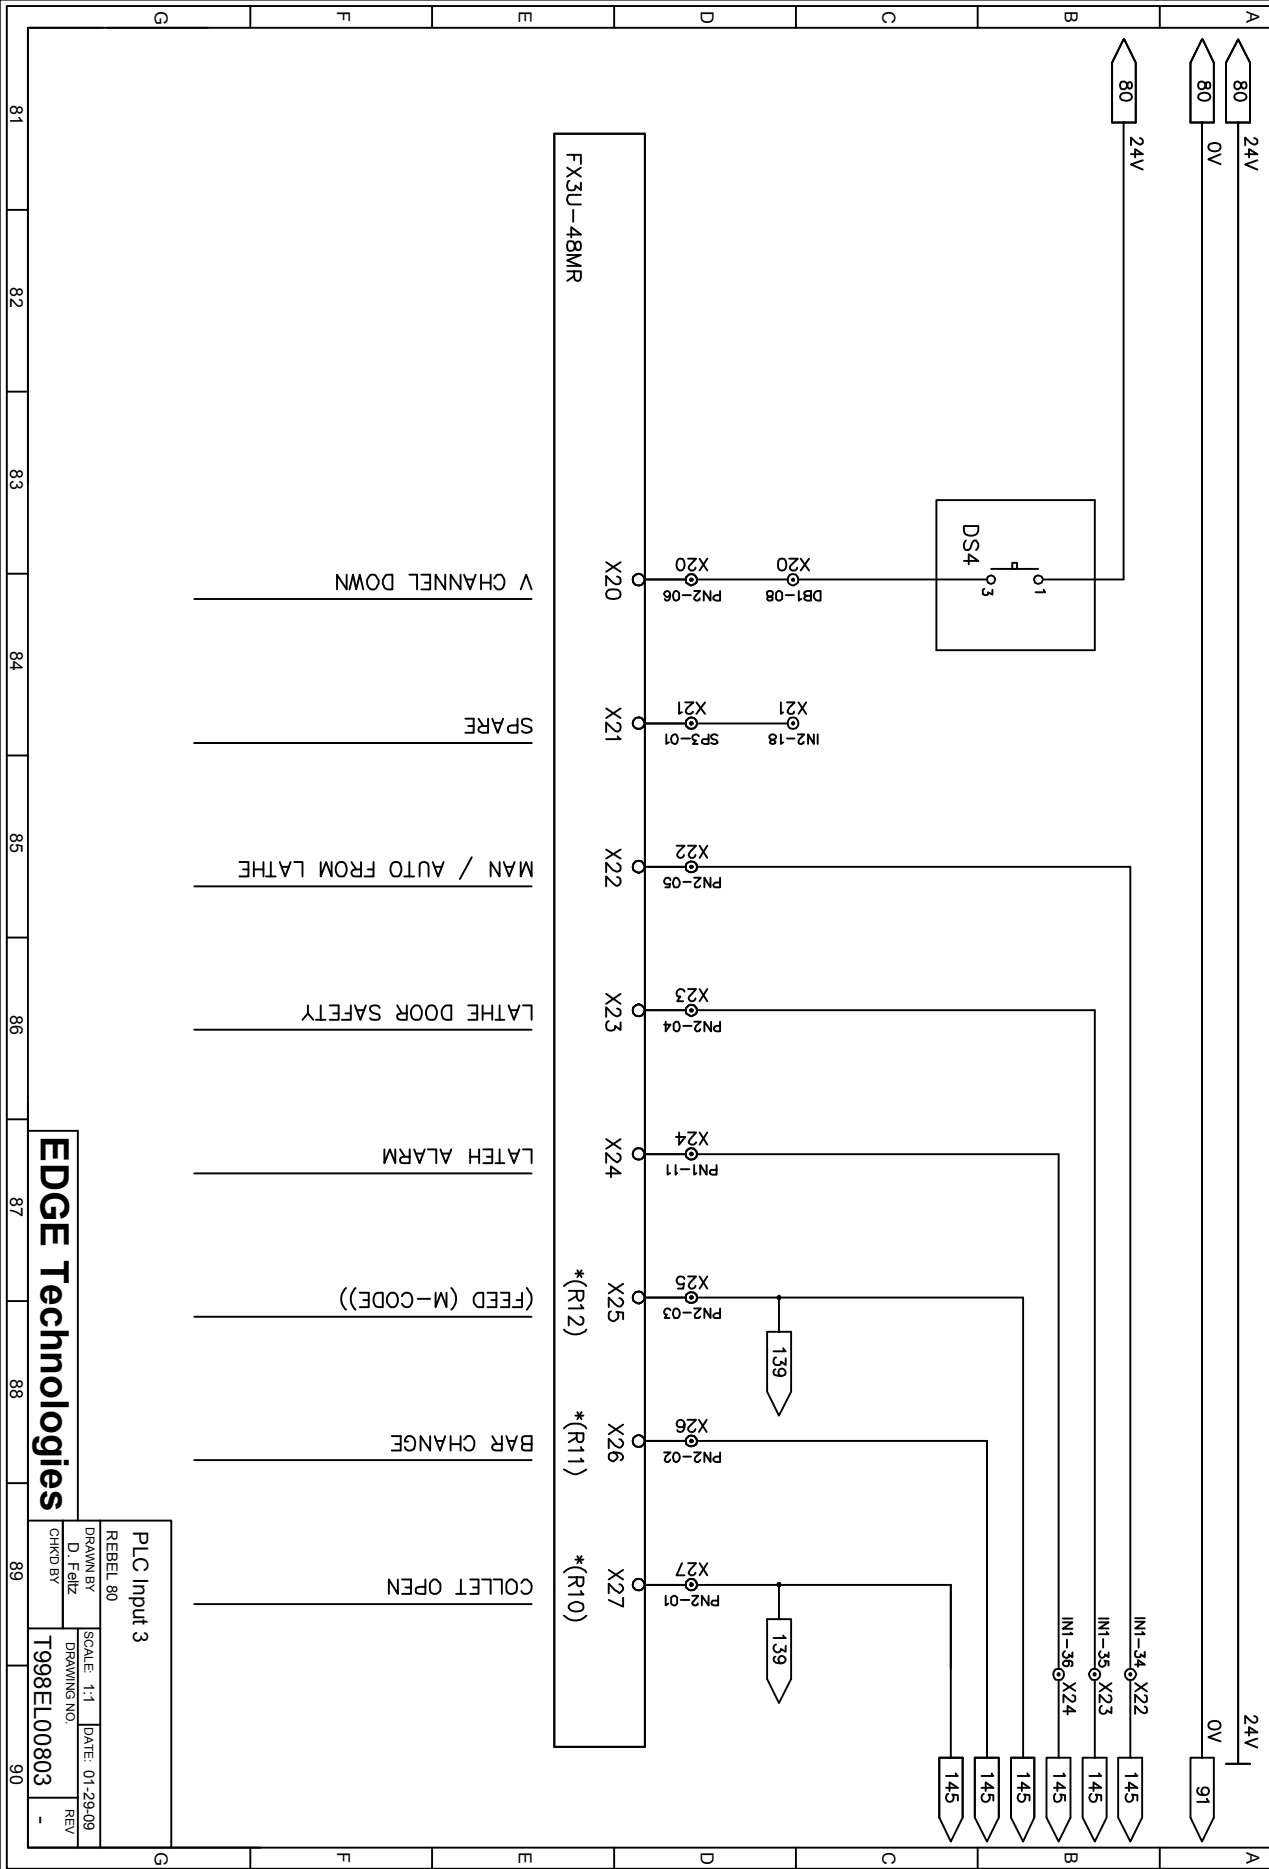 A
B
C
D
E
F
G
80
24V
80
0V
80
24V
24V
0V
91
DS4
1
3
IN1-34
X22
IN1-35
X23
IN1-36
X24
145
145
145
145
145
145
139
139
X20
DB1-08
X21
IN2-18
X20
PN2-06
X21
SP3-01
X22
PN2-05
X23
PN2-04
X24
PN1-11
X25
PN2-03
X26
PN2-02
X27
PN2-01
FX3U-48MR
X20
X21
X22
X23
X24
X25
X26
X27
*(R12)
*(R11)
*(R10)
V CHANNEL DOWN
SPARE
MAN / AUTO FROM LATHE
LATHE DOOR SAFETY
LATEH ALARM
(FEED (M-CODE))
BAR CHANGE
COLLET OPEN
A
B
C
D
E
F
G
EDGE Technologies
PLC Input 3
REBEL 80
DRAWN BY
D. Feltz
CHK'D BY
SCALE: 1:1
DATE: 01-29-09
DRAWING NO.
T998EL00803
REV
-
81
82
83
84
85
86
87
88
89
90